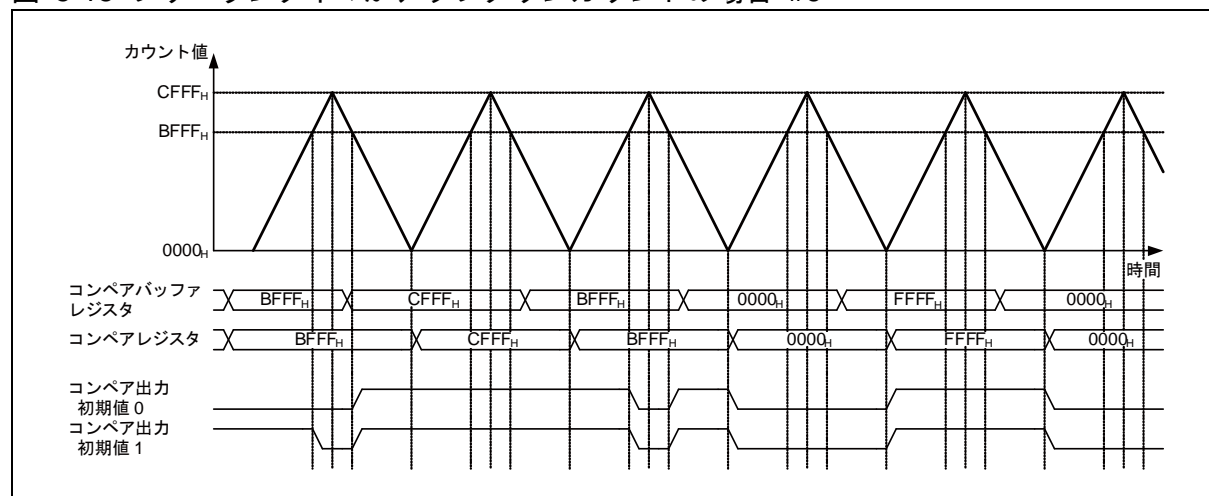 カウント値
CFFFH
BFFFH
0000H
時間
コンペアバッファ
レジスタ
BFFFH CFFFH BFFFH 0000H FFFFH 0000H
コンペアレジスタ BFFFH CFFFH BFFFH 0000H FFFFH 0000H
コンペア出力
初期値 0
コンペア出力
初期値 1